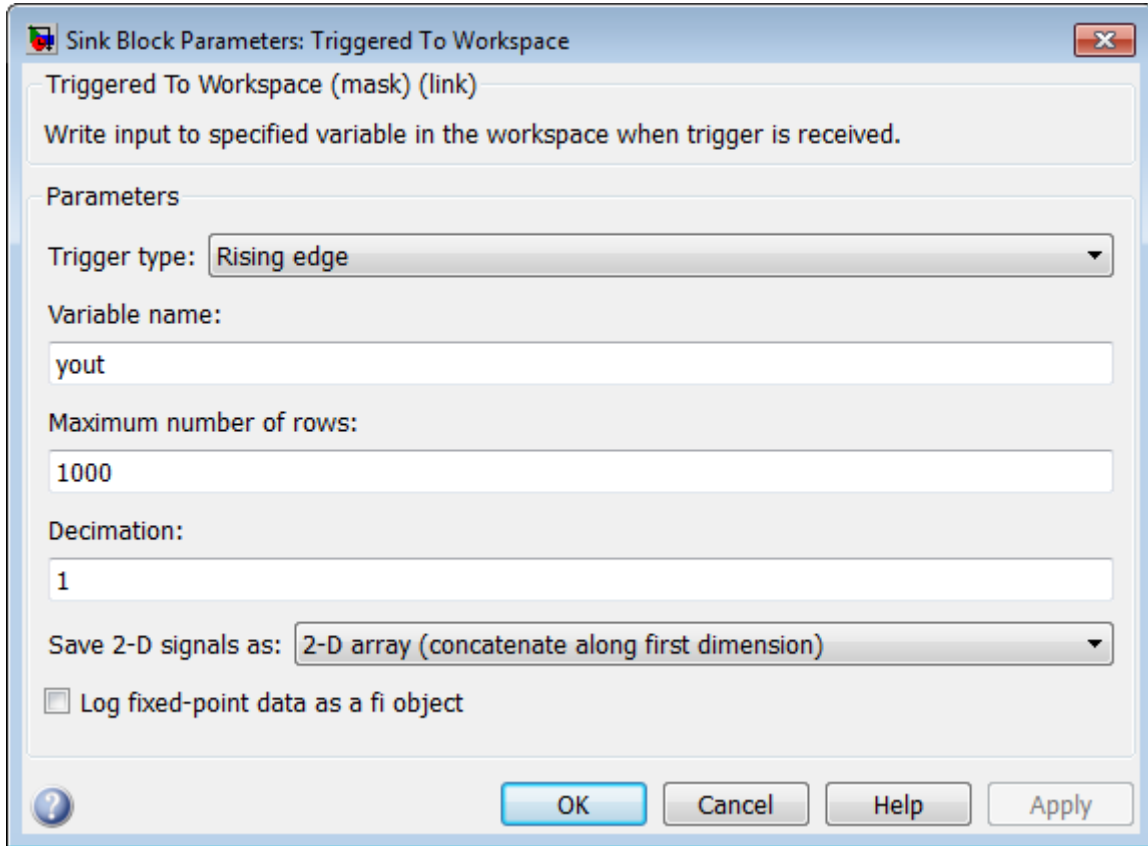 Sink Block Parameters: Triggered To Workspace
Triggered To Workspace (mask) (link)
Write input to specified variable in the workspace when trigger is received.
Parameters
Trigger type: Rising edge
Variable name:
yout
Maximum number of rows:
1000
Decimation:
1
Save 2-D signals as: 2-D array (concatenate along first dimension)
Log fixed-point data as a fi object
? OK Cancel Help Apply